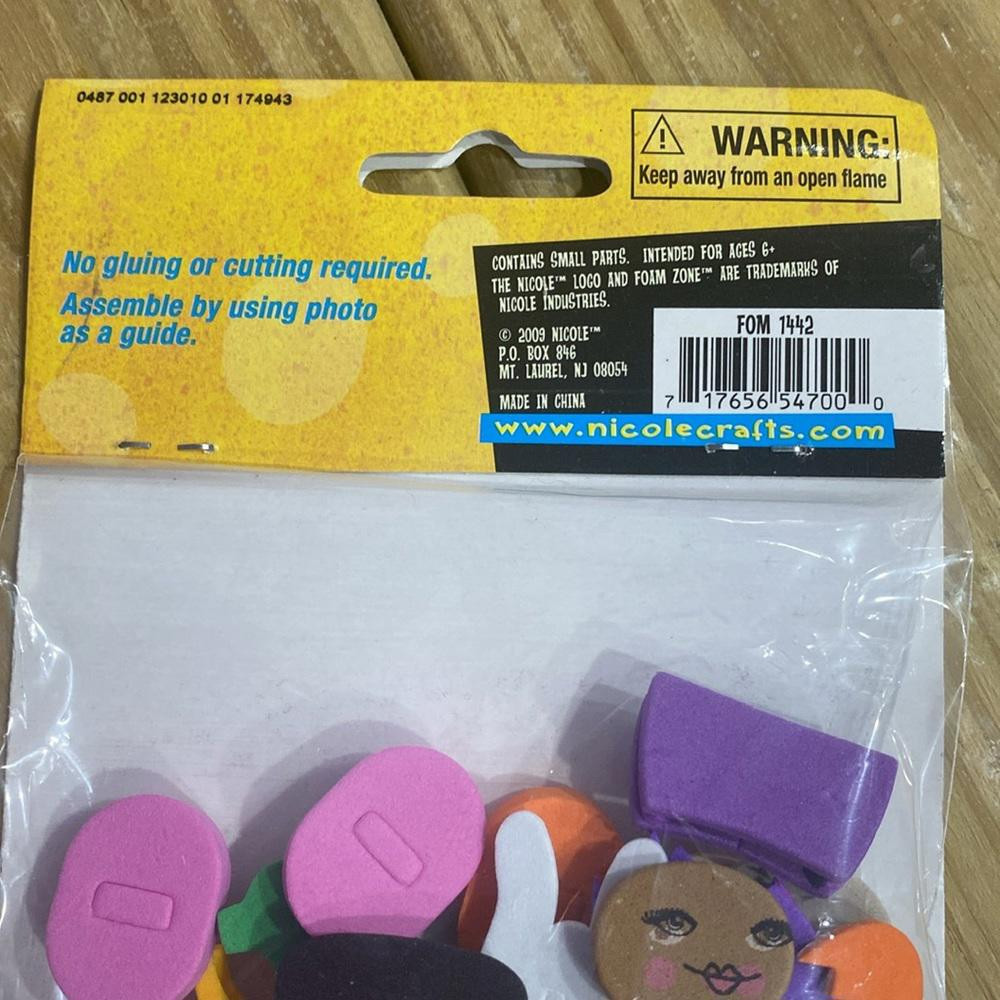 0487 001 123010 01 174943
WARNING:
Keep away from an open flame
No gluing or cutting required.
Assemble by using photo
as a guide.
CONTAINS SMALL PARTS. INTENDED FOR AGES 6+
THE NICOLE™ LOGO AND FOAM ZONE™ ARE TRADEMARKS OF
NICOLE INDUSTRIES.
© 2009 NICOLE™
P.O. BOX 846
MT. LAUREL, NJ 08054
MADE IN CHINA
FOM 1442
7 17656 54700 0
www.nicolecrafts.com